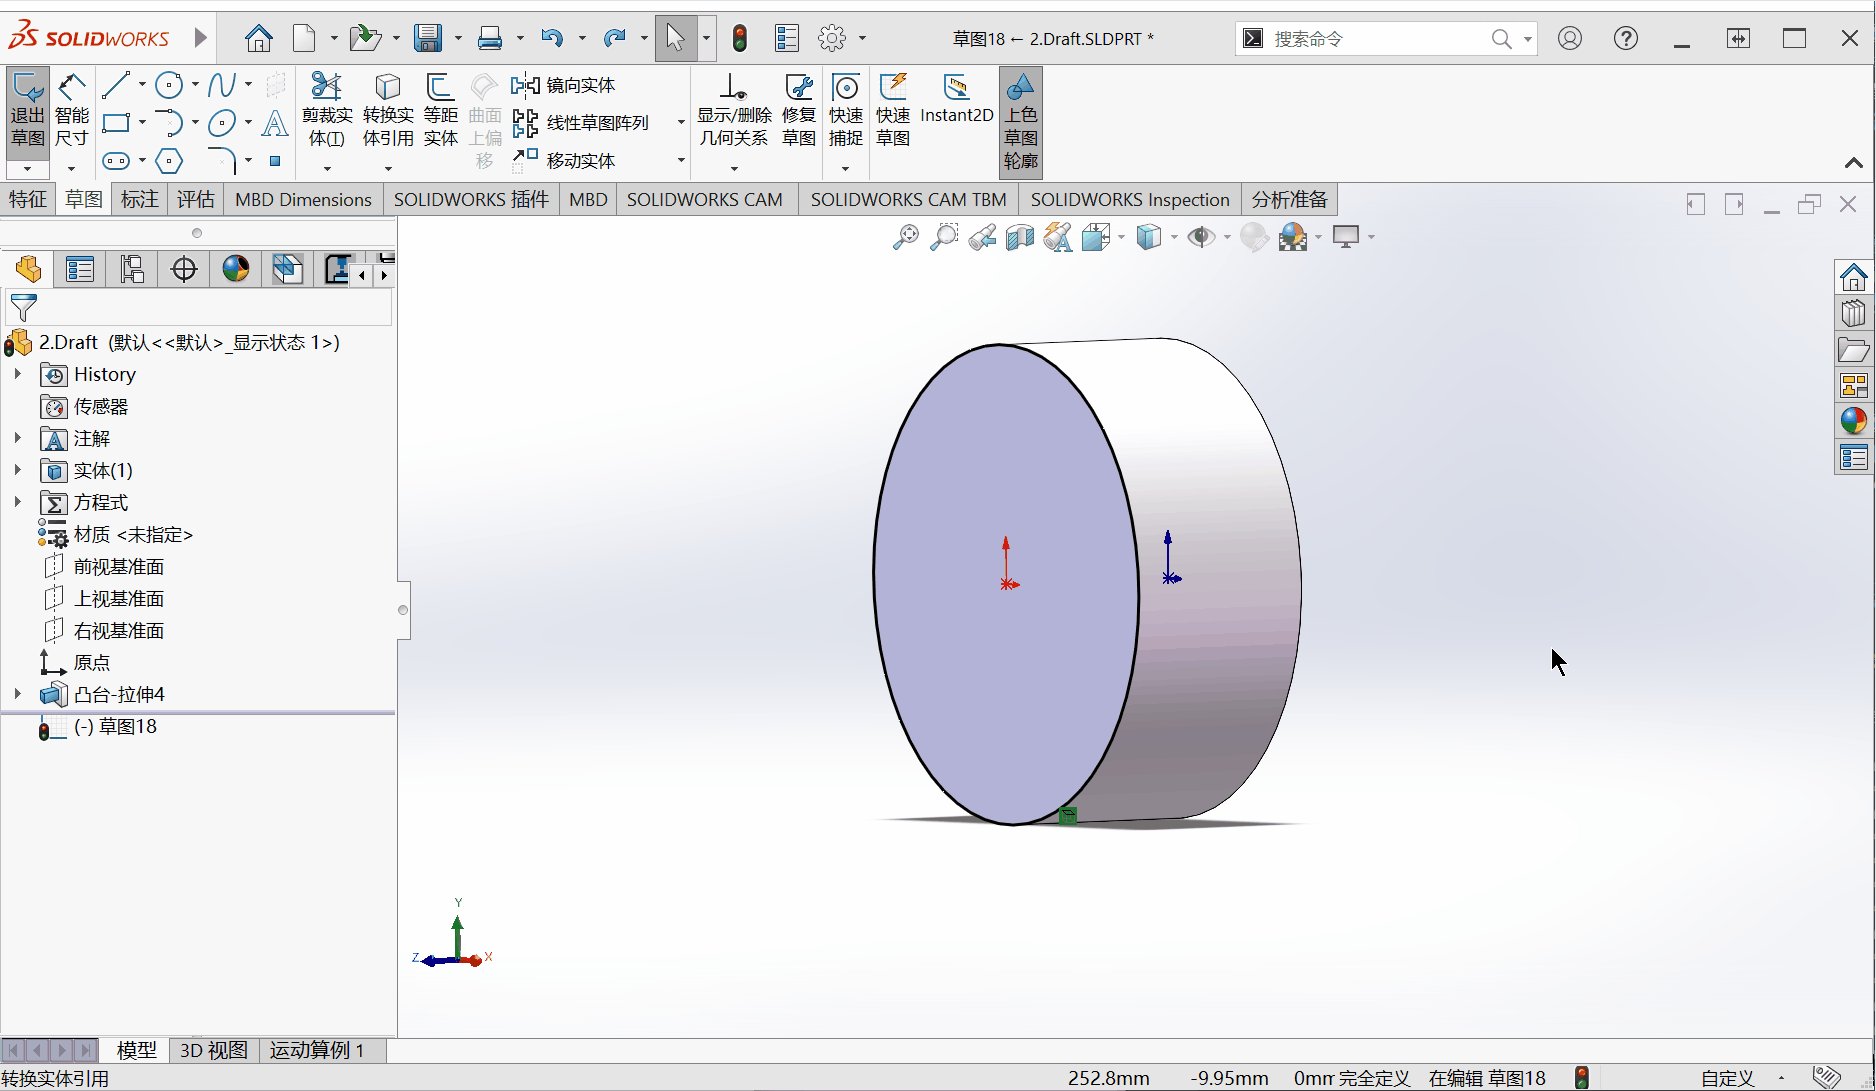 SOLIDWORKS
草图18 ← 2.Draft.SLDPRT *
搜索命令
退出草图
智能尺寸
剪裁实体(T)
转换实体引用
等距实体
曲面上偏移
镜向实体
线性草图阵列
移动实体
显示/删除几何关系
修复草图
快速捕捉
快速草图
Instant2D
上色草图轮廓
特征 草图 标注 评估 MBD Dimensions SOLIDWORKS 插件 MBD SOLIDWORKS CAM SOLIDWORKS CAM TBM SOLIDWORKS Inspection 分析准备
2.Draft (默认<<默认>_显示状态 1>)
History
传感器
注解
实体(1)
方程式
材质 <未指定>
前视基准面
上视基准面
右视基准面
原点
凸台-拉伸4
(-) 草图18
Y
Z
X
模型 3D 视图 运动算例 1
转换实体引用 252.8mm -9.95mm 0mm 完全定义 在编辑 草图18 自定义